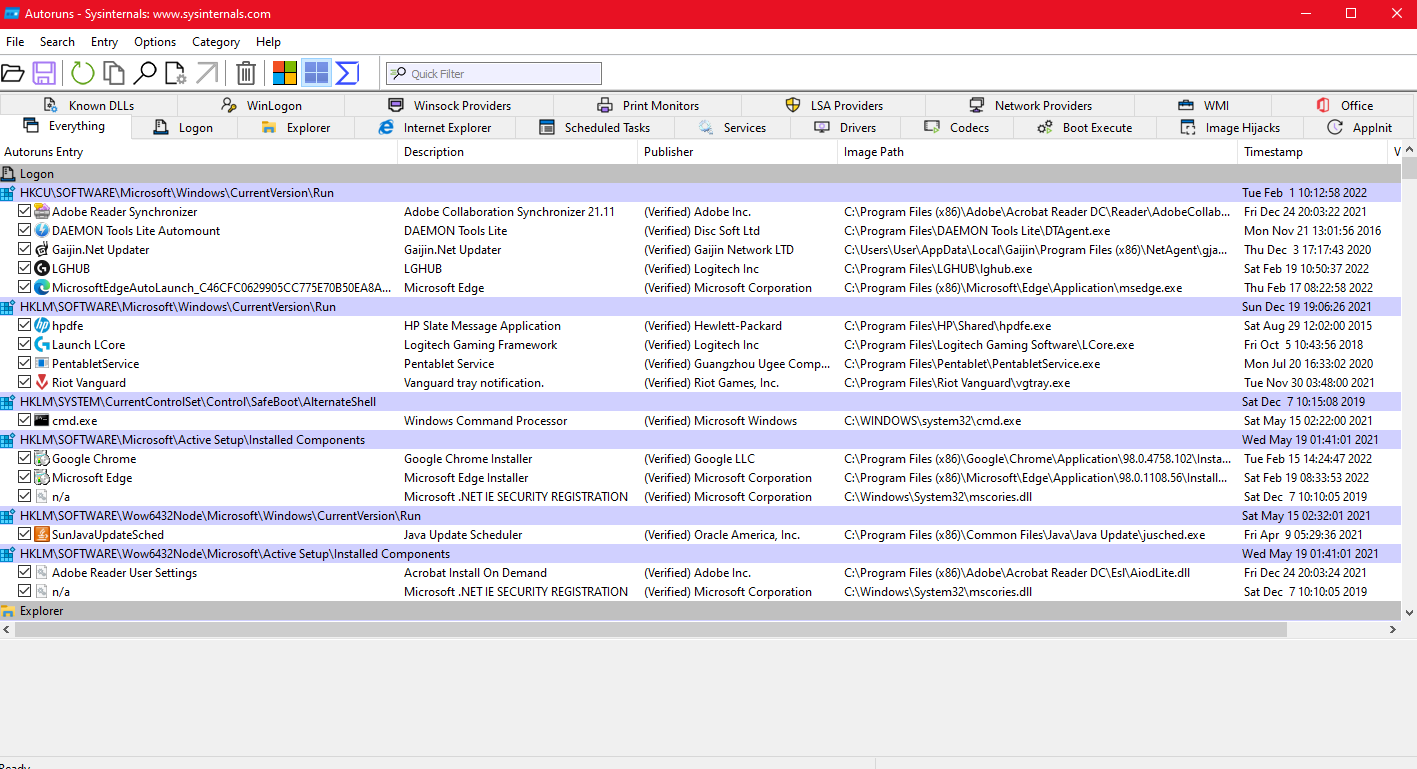 Autoruns - Sysinternals: www.sysinternals.com
File Search Entry Options Category Help
Quick Filter
Known DLLs WinLogon Winsock Providers Print Monitors LSA Providers Network Providers WMI Office
Everything Logon Explorer Internet Explorer Scheduled Tasks Services Drivers Codecs Boot Execute Image Hijacks AppInit
Autoruns Entry Description Publisher Image Path Timestamp V
Logon
HKCU\SOFTWARE\Microsoft\Windows\CurrentVersion\Run Tue Feb 1 10:12:58 2022
Adobe Reader Synchronizer Adobe Collaboration Synchronizer 21.11 (Verified) Adobe Inc. C:\Program Files (x86)\Adobe\Acrobat Reader DC\Reader\AdobeCollab... Fri Dec 24 20:03:22 2021
DAEMON Tools Lite Automount DAEMON Tools Lite (Verified) Disc Soft Ltd C:\Program Files\DAEMON Tools Lite\DTAgent.exe Mon Nov 21 13:01:56 2016
Gaijin.Net Updater Gaijin.Net Updater (Verified) Gaijin Network LTD C:\Users\User\AppData\Local\Gaijin\Program Files (x86)\NetAgent\gja... Thu Dec 3 17:17:43 2020
LGHUB LGHUB (Verified) Logitech Inc C:\Program Files\LGHUB\lghub.exe Sat Feb 19 10:50:37 2022
MicrosoftEdgeAutoLaunch_C46CFC0629905CC775E70B50EA8A... Microsoft Edge (Verified) Microsoft Corporation C:\Program Files (x86)\Microsoft\Edge\Application\msedge.exe Thu Feb 17 08:22:58 2022
HKLM\SOFTWARE\Microsoft\Windows\CurrentVersion\Run Sun Dec 19 19:06:26 2021
hpdfe HP Slate Message Application (Verified) Hewlett-Packard C:\Program Files\HP\Shared\hpdfe.exe Sat Aug 29 12:02:00 2015
Launch LCore Logitech Gaming Framework (Verified) Logitech Inc C:\Program Files\Logitech Gaming Software\LCore.exe Fri Oct 5 10:43:56 2018
PentabletService Pentablet Service (Verified) Guangzhou Ugee Comp... C:\Program Files\Pentablet\PentabletService.exe Mon Jul 20 16:33:02 2020
Riot Vanguard Vanguard tray notification. (Verified) Riot Games, Inc. C:\Program Files\Riot Vanguard\vgtray.exe Tue Nov 30 03:48:00 2021
HKLM\SYSTEM\CurrentControlSet\Control\SafeBoot\AlternateShell Sat Dec 7 10:15:08 2019
cmd.exe Windows Command Processor (Verified) Microsoft Windows C:\WINDOWS\system32\cmd.exe Sat May 15 02:22:00 2021
HKLM\SOFTWARE\Microsoft\Active Setup\Installed Components Wed May 19 01:41:01 2021
Google Chrome Google Chrome Installer (Verified) Google LLC C:\Program Files (x86)\Google\Chrome\Application\98.0.4758.102\Insta... Tue Feb 15 14:24:47 2022
Microsoft Edge Microsoft Edge Installer (Verified) Microsoft Corporation C:\Program Files (x86)\Microsoft\Edge\Application\98.0.1108.56\Install... Sat Feb 19 08:33:53 2022
n/a Microsoft .NET IE SECURITY REGISTRATION (Verified) Microsoft Corporation C:\Windows\System32\mscories.dll Sat Dec 7 10:10:05 2019
HKLM\SOFTWARE\Wow6432Node\Microsoft\Windows\CurrentVersion\Run Sat May 15 02:32:01 2021
SunJavaUpdateSched Java Update Scheduler (Verified) Oracle America, Inc. C:\Program Files (x86)\Common Files\Java\Java Update\jusched.exe Fri Apr 9 05:29:36 2021
HKLM\SOFTWARE\Wow6432Node\Microsoft\Active Setup\Installed Components Wed May 19 01:41:01 2021
Adobe Reader User Settings Acrobat Install On Demand (Verified) Adobe Inc. C:\Program Files (x86)\Adobe\Acrobat Reader DC\Esl\AiodLite.dll Fri Dec 24 20:03:24 2021
n/a Microsoft .NET IE SECURITY REGISTRATION (Verified) Microsoft Corporation C:\Windows\System32\mscories.dll Sat Dec 7 10:10:05 2019
Explorer
Ready